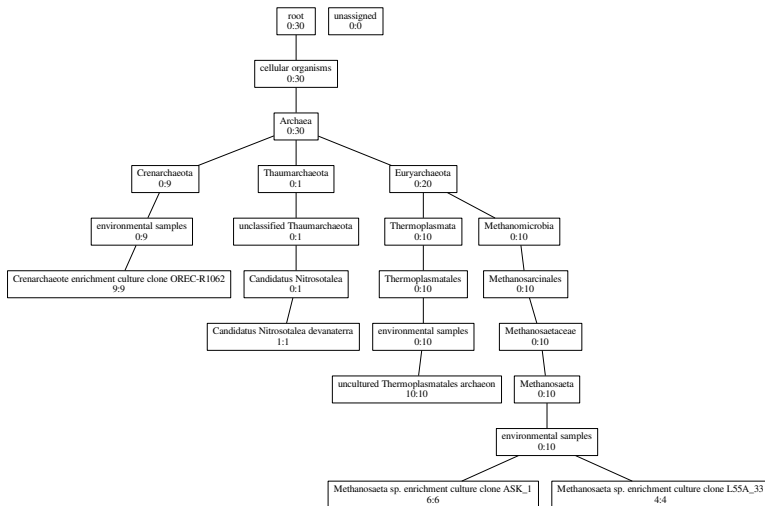 root
0:30
unassigned
0:0
cellular organisms
0:30
Archaea
0:30
Crenarchaeota
0:9
Thaumarchaeota
0:1
Euryarchaeota
0:20
environmental samples
0:9
unclassified Thaumarchaeota
0:1
Thermoplasmata
0:10
Methanomicrobia
0:10
Crenarchaeote enrichment culture clone OREC-R1062
9:9
Candidatus Nitrosotalea
0:1
Thermoplasmatales
0:10
Methanosarcinales
0:10
Candidatus Nitrosotalea devanaterra
1:1
environmental samples
0:10
Methanosaetaceae
0:10
uncultured Thermoplasmatales archaeon
10:10
Methanosaeta
0:10
environmental samples
0:10
Methanosaeta sp. enrichment culture clone ASK_1
6:6
Methanosaeta sp. enrichment culture clone L55A_33
4:4